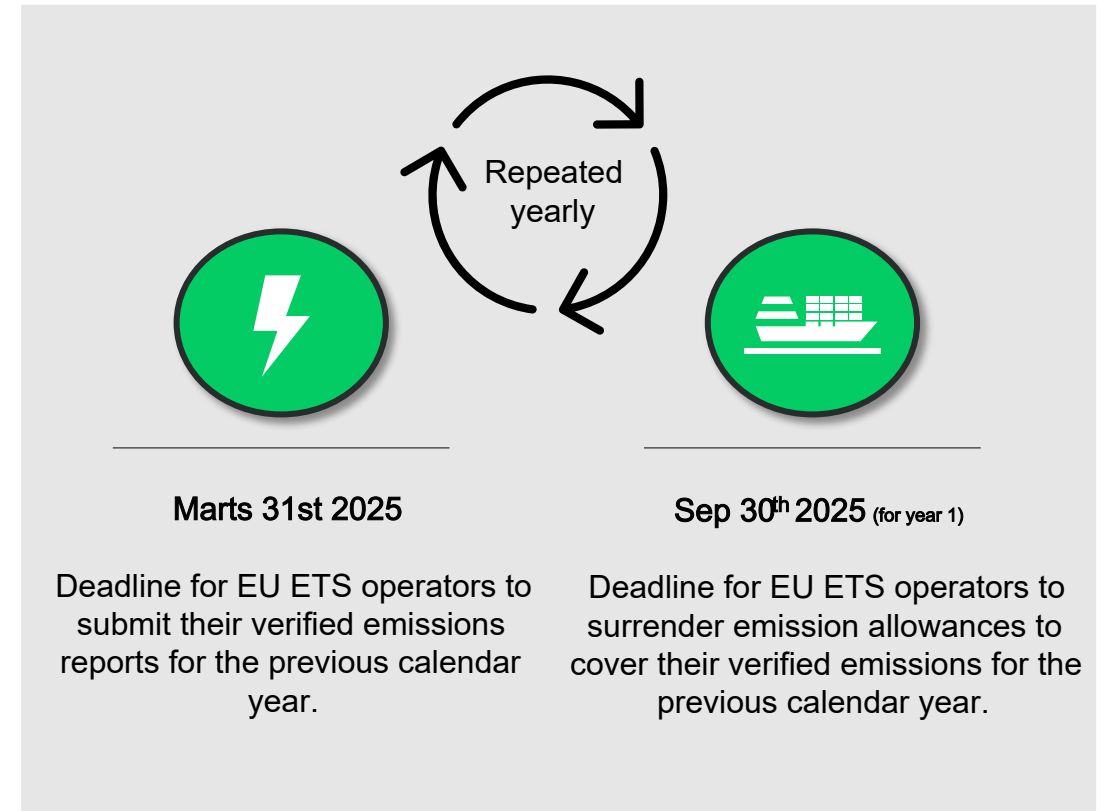 Repeated
yearly
Marts 31st 2025
Deadline for EU ETS operators to
submit their verified emissions
reports for the previous calendar
year.
Sep 30th 2025 (for year 1)
Deadline for EU ETS operators to
surrender emission allowances to
cover their verified emissions for the
previous calendar year.